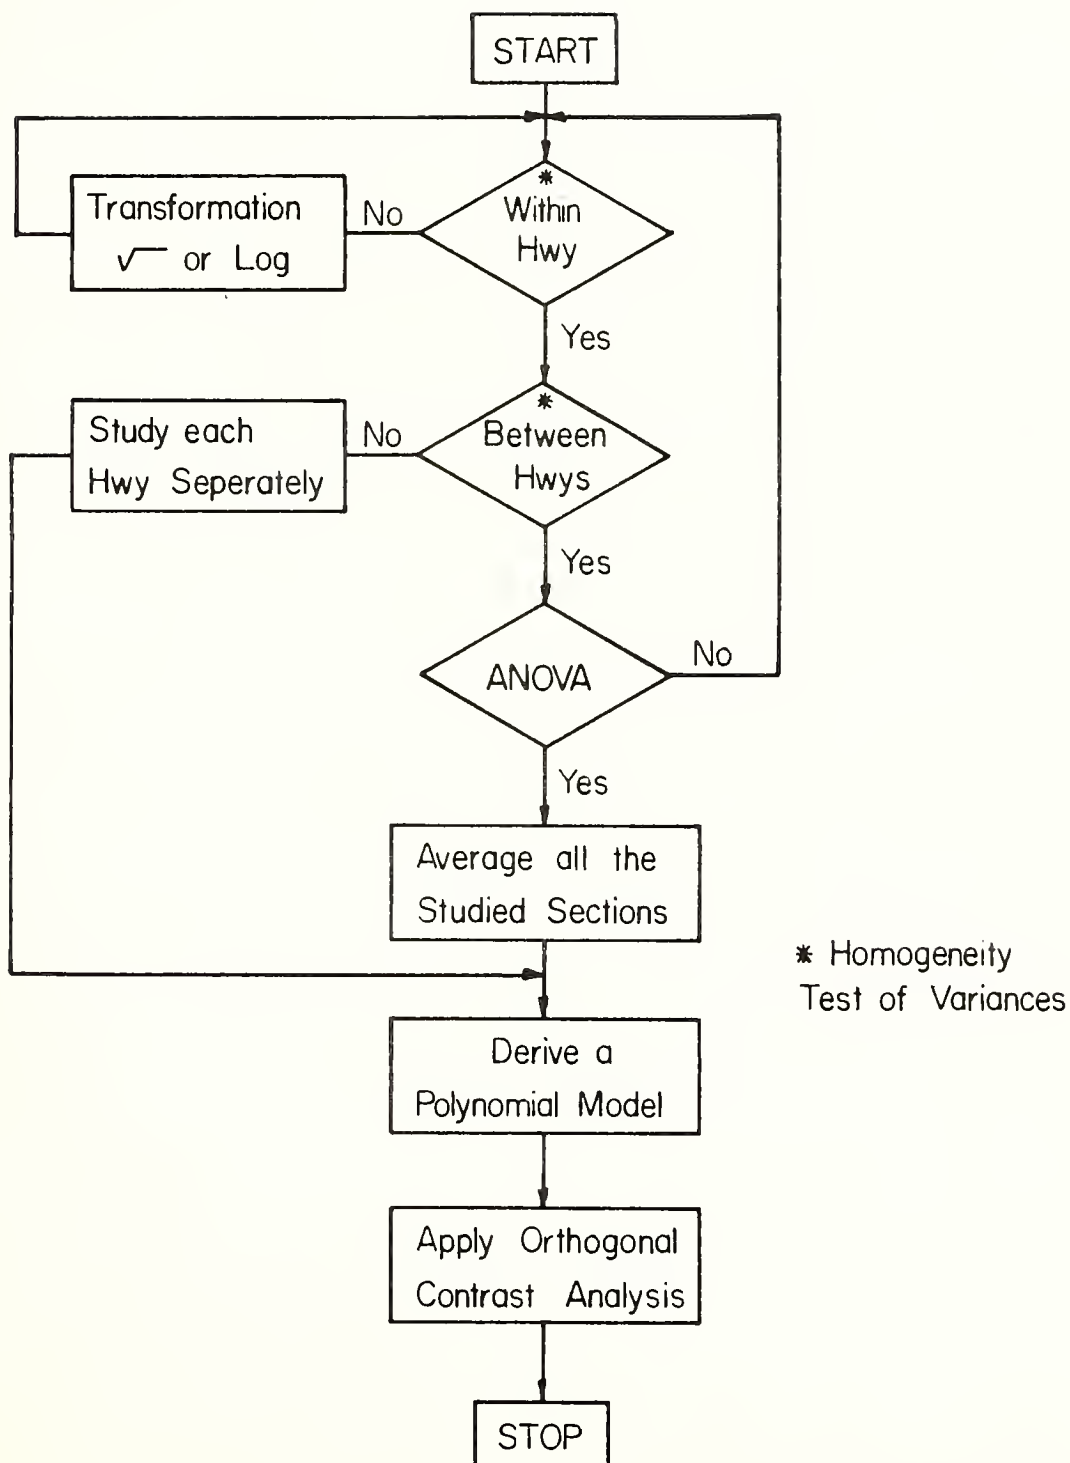 START
*
Within
Hwy
No
Transformation
√ or Log
Yes
*
Between
Hwys
No
Study each
Hwy Seperately
Yes
ANOVA
No
Yes
Average all the
Studied Sections
* Homogeneity
Test of Variances
Derive a
Polynomial Model
Apply Orthogonal
Contrast Analysis
STOP